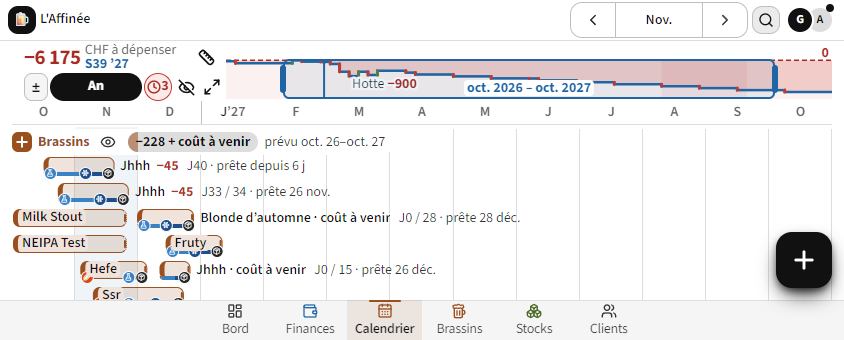 L'Affinée
Nov.
G
A
−6 175
CHF à dépenser
S39 ’27
±
An
3
0
Hotte −900
oct. 2026 – oct. 2027
O N D J’27 F M A M J J A S O
Brassins
−228 + coût à venir
prévu oct. 26–oct. 27
Jhhh −45 J40 · prête depuis 6 j
Jhhh −45 J33 / 34 · prête 26 nov.
Milk Stout
Blonde d’automne · coût à venir J0 / 28 · prête 28 déc.
NEIPA Test
Fruty
Hefe
Jhhh · coût à venir J0 / 15 · prête 26 déc.
Ssr
+
Bord
Finances
Calendrier
Brassins
Stocks
Clients